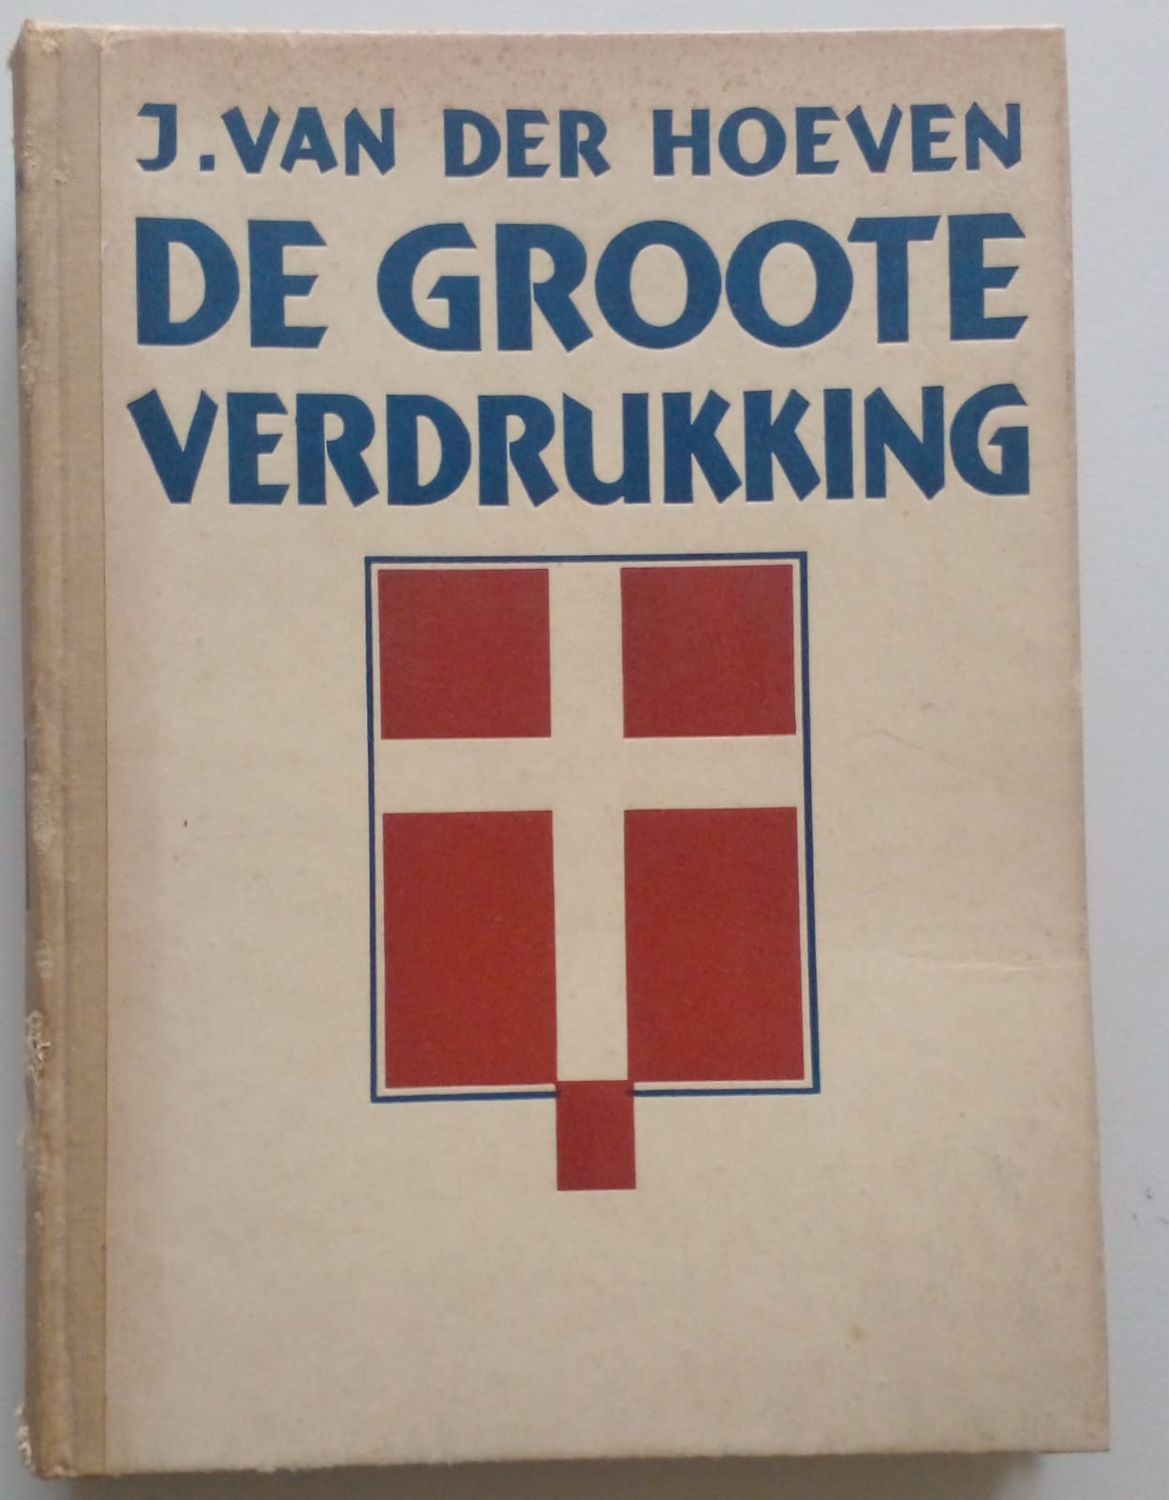 J. VAN DER HOEVEN
DE GROOTE
VERDRUKKING